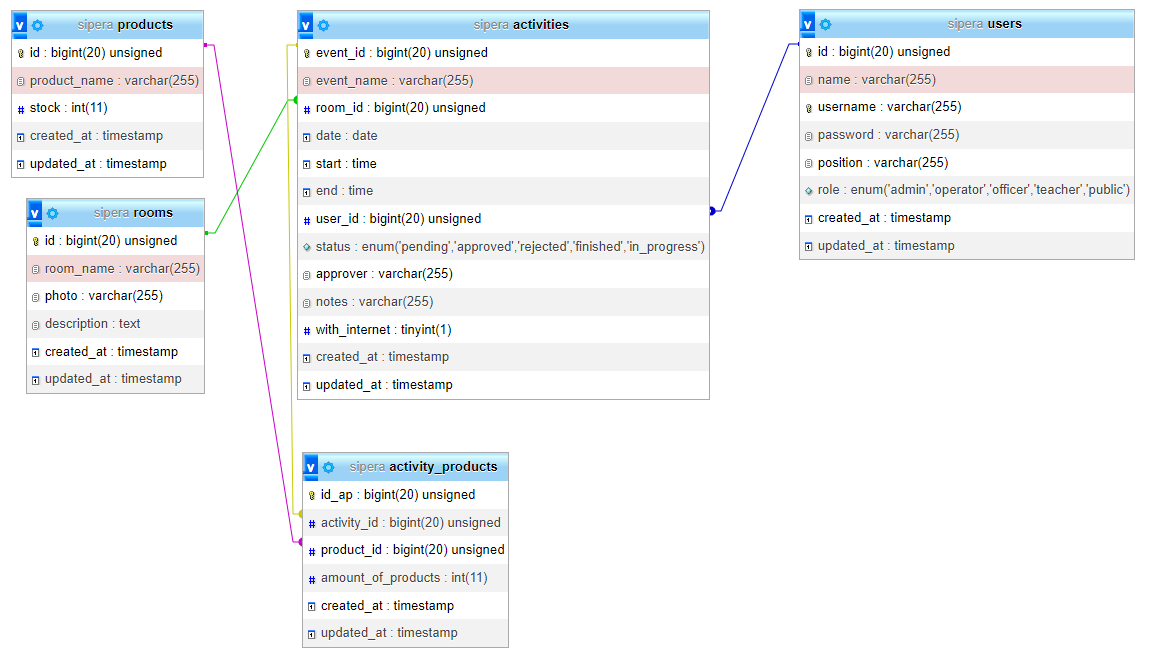 v sipera products
id : bigint(20) unsigned
product_name : varchar(255)
# stock : int(11)
created_at : timestamp
updated_at : timestamp
v sipera rooms
id : bigint(20) unsigned
room_name : varchar(255)
photo : varchar(255)
description : text
created_at : timestamp
updated_at : timestamp
v sipera activities
event_id : bigint(20) unsigned
event_name : varchar(255)
# room_id : bigint(20) unsigned
date : date
start : time
end : time
# user_id : bigint(20) unsigned
status : enum('pending','approved','rejected','finished','in_progress')
approver : varchar(255)
notes : varchar(255)
# with_internet : tinyint(1)
created_at : timestamp
updated_at : timestamp
v sipera users
id : bigint(20) unsigned
name : varchar(255)
username : varchar(255)
password : varchar(255)
position : varchar(255)
role : enum('admin','operator','officer','teacher','public')
created_at : timestamp
updated_at : timestamp
v sipera activity_products
id_ap : bigint(20) unsigned
# activity_id : bigint(20) unsigned
# product_id : bigint(20) unsigned
# amount_of_products : int(11)
created_at : timestamp
updated_at : timestamp